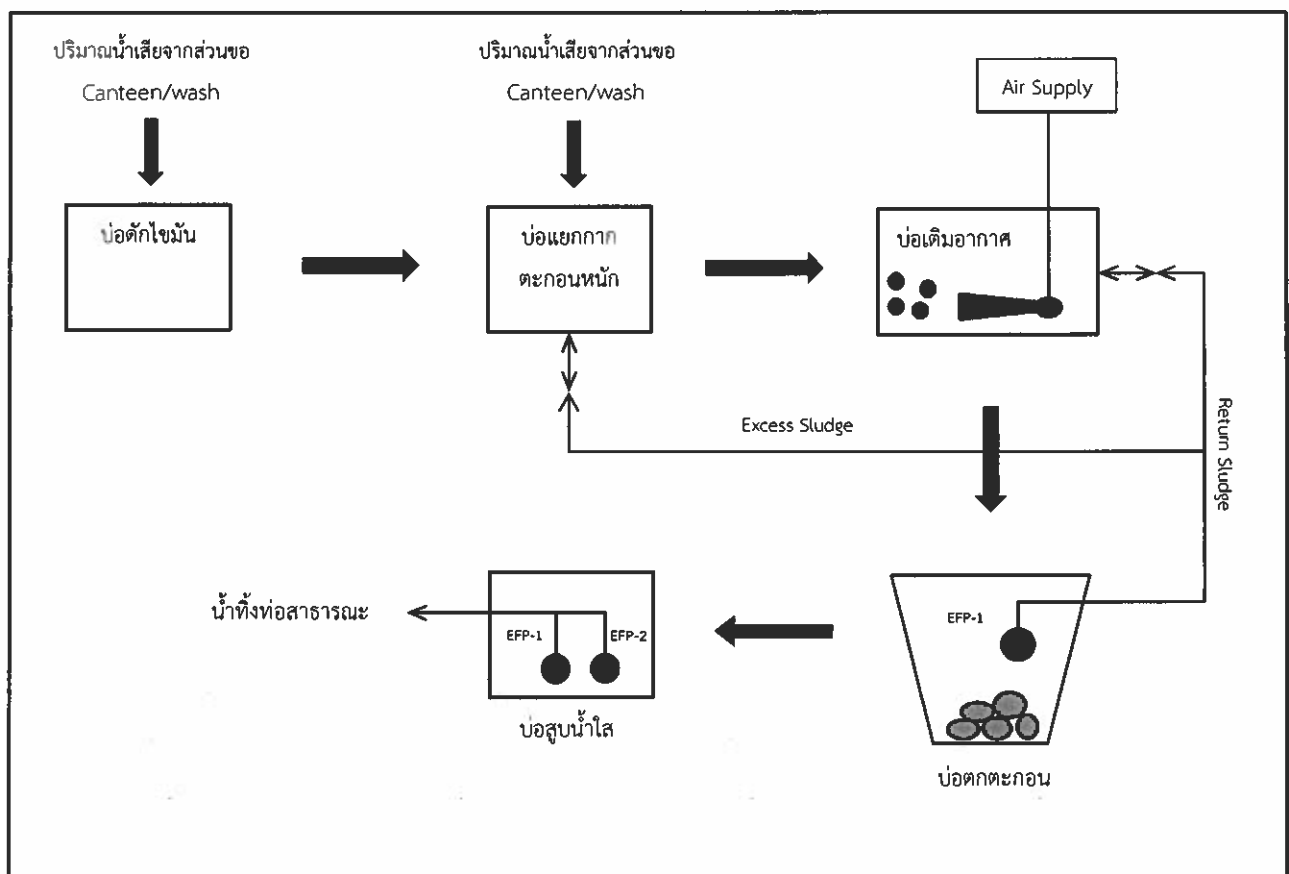 ปริมาณน้ำเสียจากส่วนขอ
Canteen/wash
ปริมาณน้ำเสียจากส่วนขอ
Canteen/wash
Air Supply
บ่อดักไขมัน
บ่อแยกกาก
ตะกอนหนัก
บ่อเติมอากาศ
Excess Sludge
Return Sludge
น้ำทิ้งท่อสาธารณะ
EFP-1
EFP-2
บ่อสูบน้ำใส
EFP-1
บ่อตกตะกอน